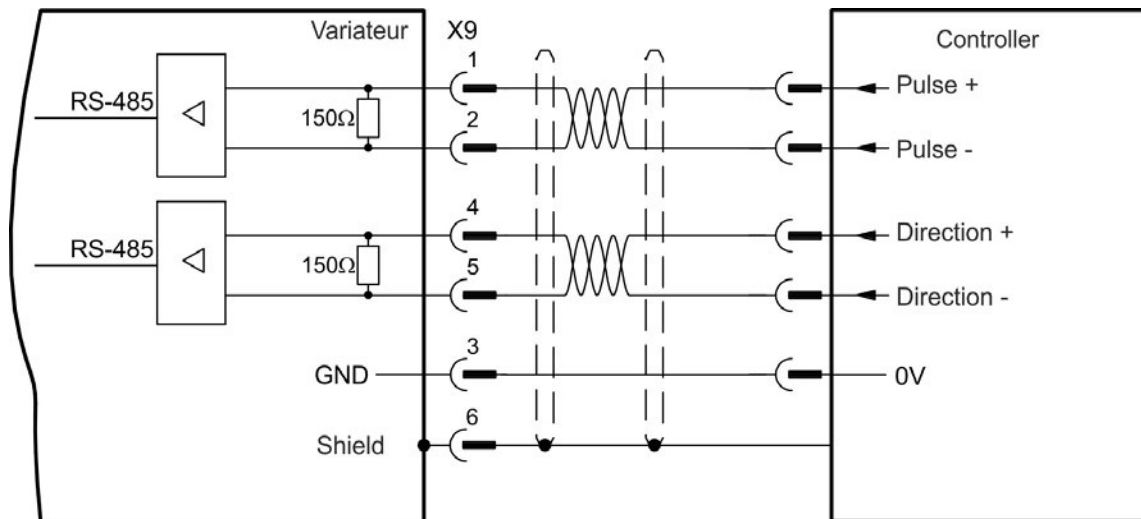 Variateur X9 Controller
1
RS-485 150Ω Pulse +
2
Pulse -
4
RS-485 150Ω Direction +
5
Direction -
3
GND 0V
6
Shield